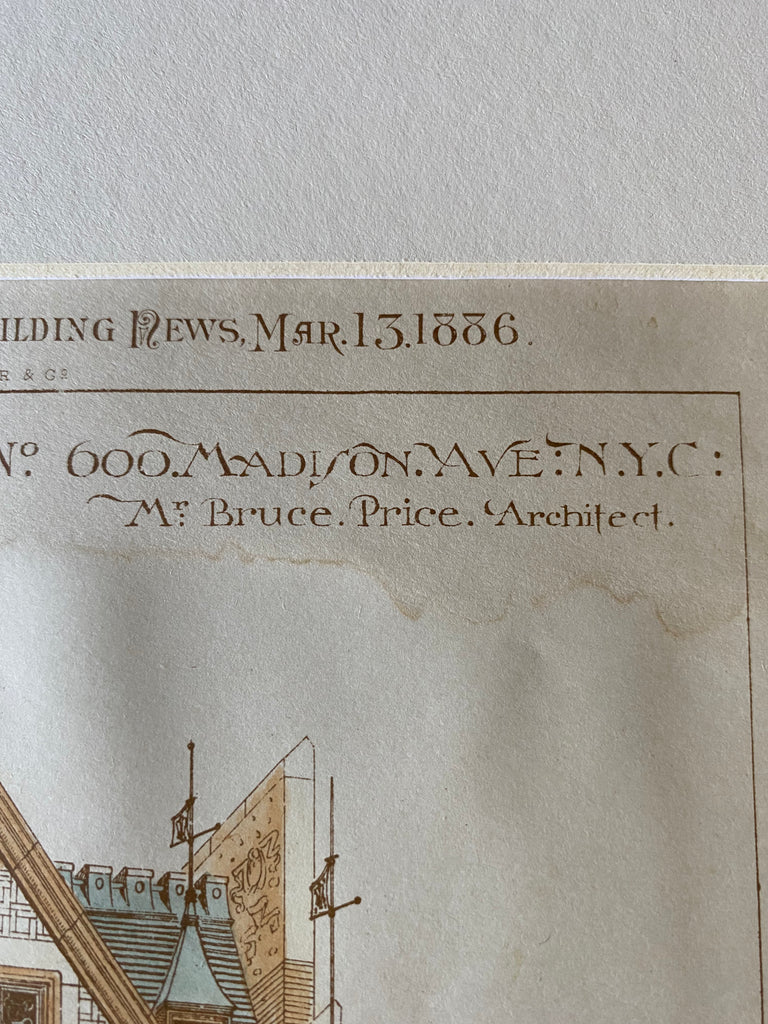 ILDING NEWS, MAR. 13. 1886.
R & Cº
Nº 600. MADISON. AVE: N.Y.C:
Mr. Bruce. Price. Architect.